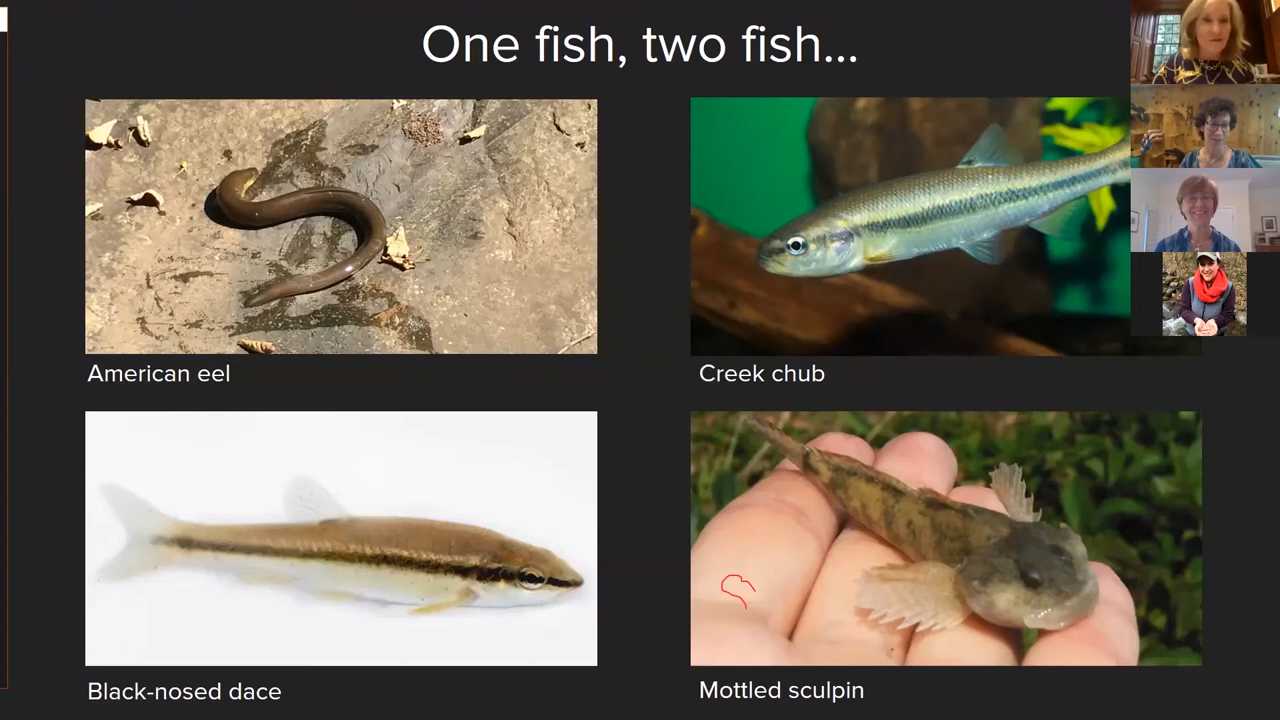 One fish, two fish...
American eel
Creek chub
Black-nosed dace
Mottled sculpin